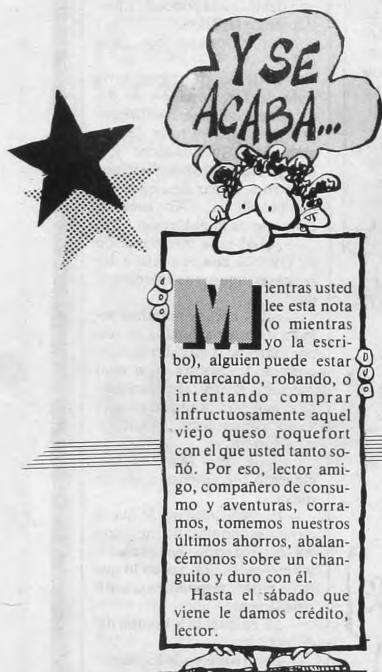 Y SE
ACABA...
Mientras usted
lee esta nota
(o mientras
yo la escri-
bo), alguien puede estar
remarcando, robando, o
intentando comprar
infructuosamente aquel
viejo queso roquefort
con el que usted tanto so-
ñó. Por eso, lector ami-
go, compañero de consu-
mo y aventuras, corra-
mos, tomemos nuestros
últimos ahorros, abalan-
cémonos sobre un chan-
guito y duro con él.
Hasta el sábado que
viene le damos crédito,
lector.